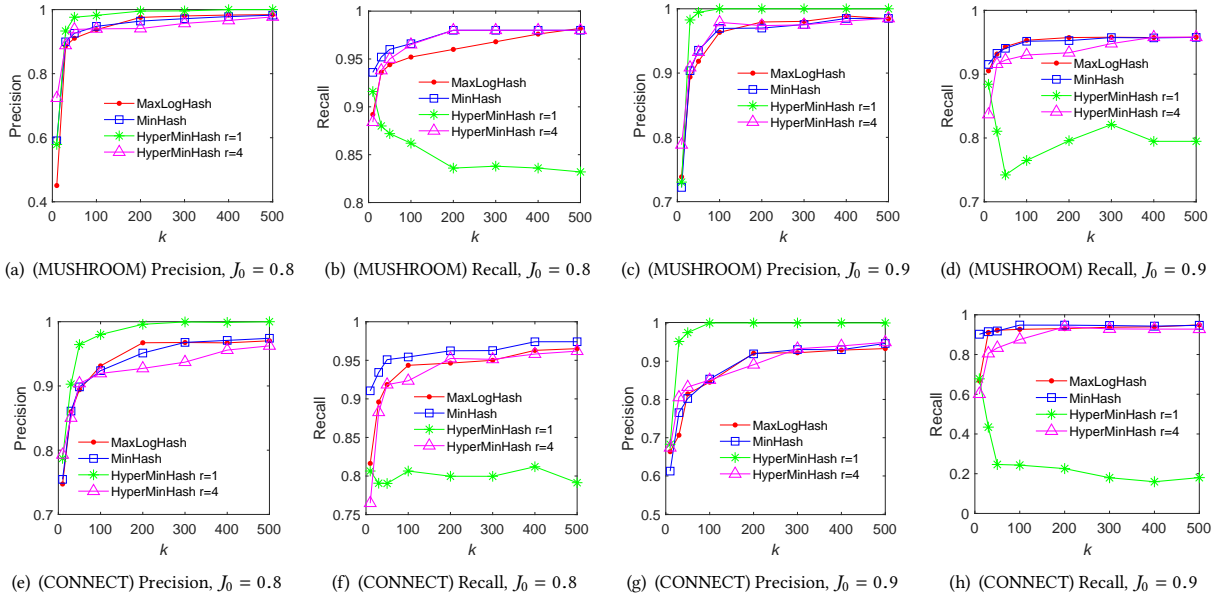 1
0.9
0.8
0.7
0.6
0.5
0.4
Precision
MaxLogHash
MinHash
HyperMinHash r=1
HyperMinHash r=4
0 100 200 300 400 500
k
(a) (MUSHROOM) Precision, J0 = 0.8
1
0.95
0.9
0.85
0.8
Recall
MaxLogHash
MinHash
HyperMinHash r=1
HyperMinHash r=4
0 100 200 300 400 500
k
(b) (MUSHROOM) Recall, J0 = 0.8
1
0.9
0.8
0.7
Precision
MaxLogHash
MinHash
HyperMinHash r=1
HyperMinHash r=4
0 100 200 300 400 500
k
(c) (MUSHROOM) Precision, J0 = 0.9
1
0.9
0.8
0.7
Recall
MaxLogHash
MinHash
HyperMinHash r=1
HyperMinHash r=4
0 100 200 300 400 500
k
(d) (MUSHROOM) Recall, J0 = 0.9
1
0.9
0.8
0.7
Precision
MaxLogHash
MinHash
HyperMinHash r=1
HyperMinHash r=4
0 100 200 300 400 500
k
(e) (CONNECT) Precision, J0 = 0.8
1
0.95
0.9
0.85
0.8
0.75
Recall
MaxLogHash
MinHash
HyperMinHash r=1
HyperMinHash r=4
0 100 200 300 400 500
k
(f) (CONNECT) Recall, J0 = 0.8
1
0.9
0.8
0.7
0.6
0.5
Precision
MaxLogHash
MinHash
HyperMinHash r=1
HyperMinHash r=4
0 100 200 300 400 500
k
(g) (CONNECT) Precision, J0 = 0.9
1
0.8
0.6
0.4
0.2
0
Recall
MaxLogHash
MinHash
HyperMinHash r=1
HyperMinHash r=4
0 100 200 300 400 500
k
(h) (CONNECT) Recall, J0 = 0.9